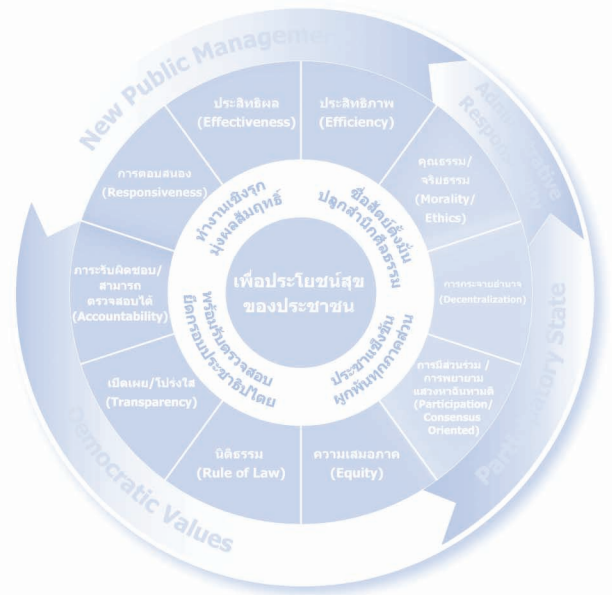 New Public Management
Administrative
Responsibility
Participatory State
Democratic Values
ประสิทธิผล
(Effectiveness)
ประสิทธิภาพ
(Efficiency)
คุณธรรม/
จริยธรรม
(Morality/
Ethics)
การกระจายอำนาจ
(Decentralization)
การมีส่วนร่วม /
การพยายาม
แสวงหาฉันทามติ
(Participation/
Consensus
Oriented)
ความเสมอภาค
(Equity)
นิติธรรม
(Rule of Law)
เปิดเผย/โปร่งใส
(Transparency)
ภาระรับผิดชอบ/
สามารถ
ตรวจสอบได้
(Accountability)
การตอบสนอง
(Responsiveness)
ทำงานเชิงรุก
มุ่งผลสัมฤทธิ์
ซื่อสัตย์ตั้งมั่น
ปลูกสำนึกศีลธรรม
ประชาเชิงชัน
ผูกพันทุกภาคส่วน
พร้อมรับตรวจสอบ
ยึดกรอบประชาธิปไตย
เพื่อประโยชน์สุข
ของประชาชน